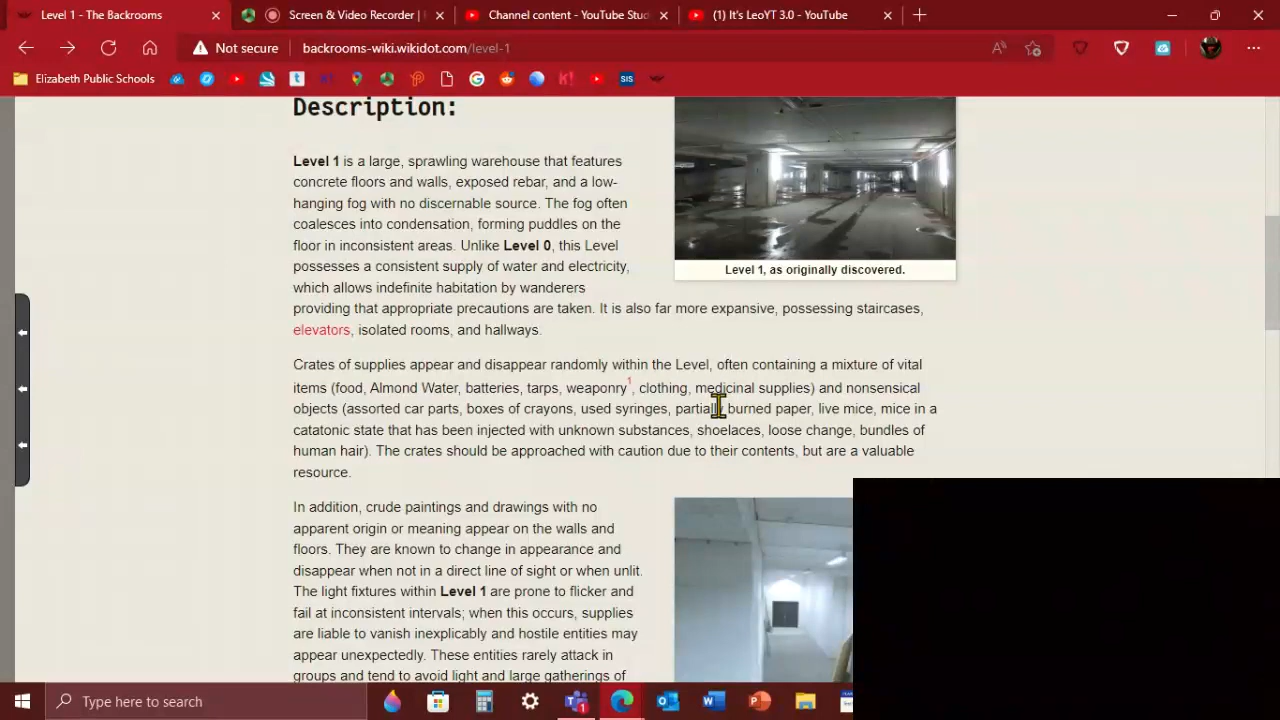 Level 1 - The Backrooms
Screen & Video Recorder |
Channel content - YouTube Stud
(1) It's LeoYT 3.0 - YouTube
Not secure
backrooms-wiki.wikidot.com/level-1
Elizabeth Public Schools
SIS
Description:
Level 1 is a large, sprawling warehouse that features
concrete floors and walls, exposed rebar, and a low-
hanging fog with no discernable source. The fog often
coalesces into condensation, forming puddles on the
floor in inconsistent areas. Unlike Level 0, this Level
possesses a consistent supply of water and electricity,
which allows indefinite habitation by wanderers
providing that appropriate precautions are taken. It is also far more expansive, possessing staircases,
elevators, isolated rooms, and hallways.
Level 1, as originally discovered.
Crates of supplies appear and disappear randomly within the Level, often containing a mixture of vital
items (food, Almond Water, batteries, tarps, weaponry1, clothing, medicinal supplies) and nonsensical
objects (assorted car parts, boxes of crayons, used syringes, partially burned paper, live mice, mice in a
catatonic state that has been injected with unknown substances, shoelaces, loose change, bundles of
human hair). The crates should be approached with caution due to their contents, but are a valuable
resource.
In addition, crude paintings and drawings with no
apparent origin or meaning appear on the walls and
floors. They are known to change in appearance and
disappear when not in a direct line of sight or when unlit.
The light fixtures within Level 1 are prone to flicker and
fail at inconsistent intervals; when this occurs, supplies
are liable to vanish inexplicably and hostile entities may
appear unexpectedly. These entities rarely attack in
groups and tend to avoid light and large gatherings of
Type here to search